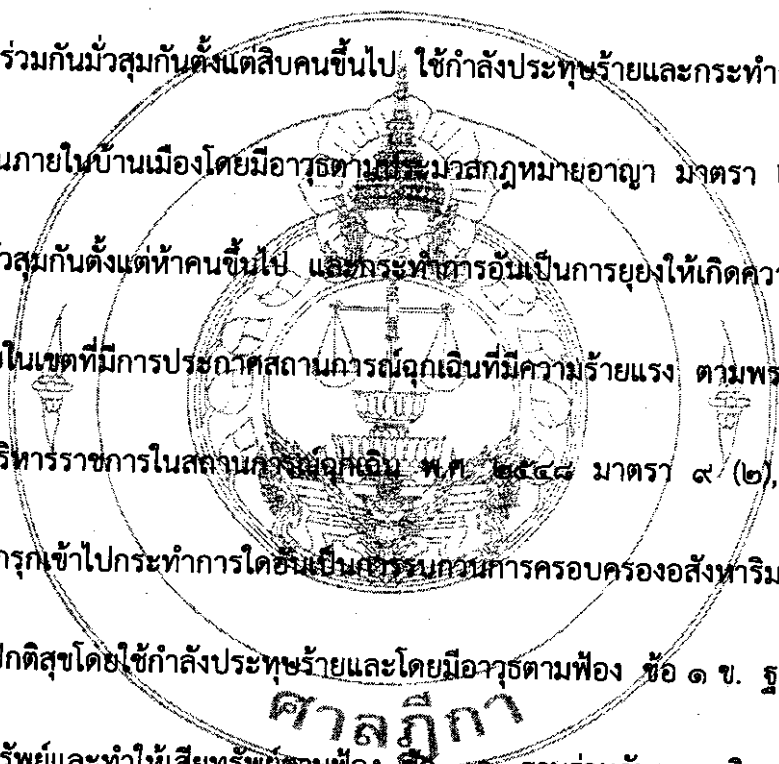 ร่วมกันมั่วสุมกันตั้งแต่สิบคนขึ้นไป ใช้กำลังประทุษร้ายและกระทำ
นภายในบ้านเมืองโดยมีอาวุธตามประมวลกฎหมายอาญา มาตรา
วสุมกันตั้งแต่ห้าคนขึ้นไป และกระทำการอันเป็นการยุยงให้เกิดควา
ในเขตที่มีการประกาศสถานการณ์ฉุกเฉินที่มีความร้ายแรง ตามพร
ริหารราชการในสถานการณ์ฉุกเฉิน พ.ศ. ๒๕๔๘ มาตรา ๙ (๒),
กรุกเข้าไปกระทำการใดอันเป็นการรบกวนการครอบครองอสังหาริม
ปกติสุขโดยใช้กำลังประทุษร้ายและโดยมีอาวุธตามฟ้อง ข้อ ๑ ข. ฐ
ศาลฎีกา
รัพย์และทำให้เสียทรัพย์ตามฟ้อง